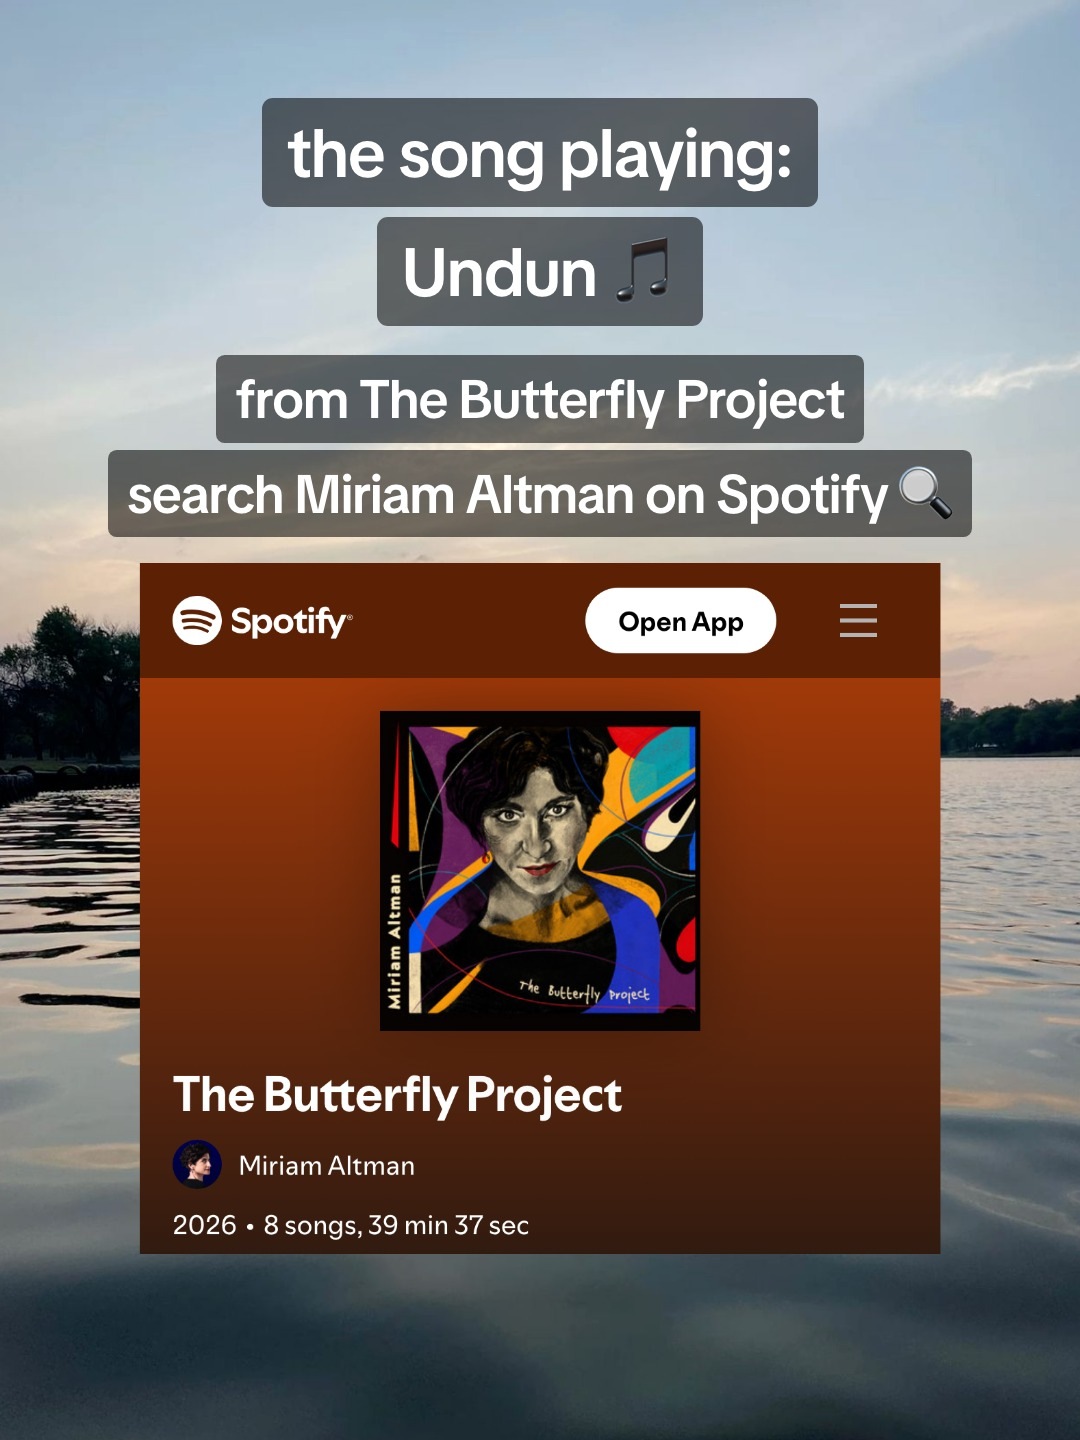 the song playing:
Undun 🎵
from The Butterfly Project
search Miriam Altman on Spotify 🔍
Spotify®
Open App
Miriam Altman
The Butterfly Project
The Butterfly Project
Miriam Altman
2026 • 8 songs, 39 min 37 sec